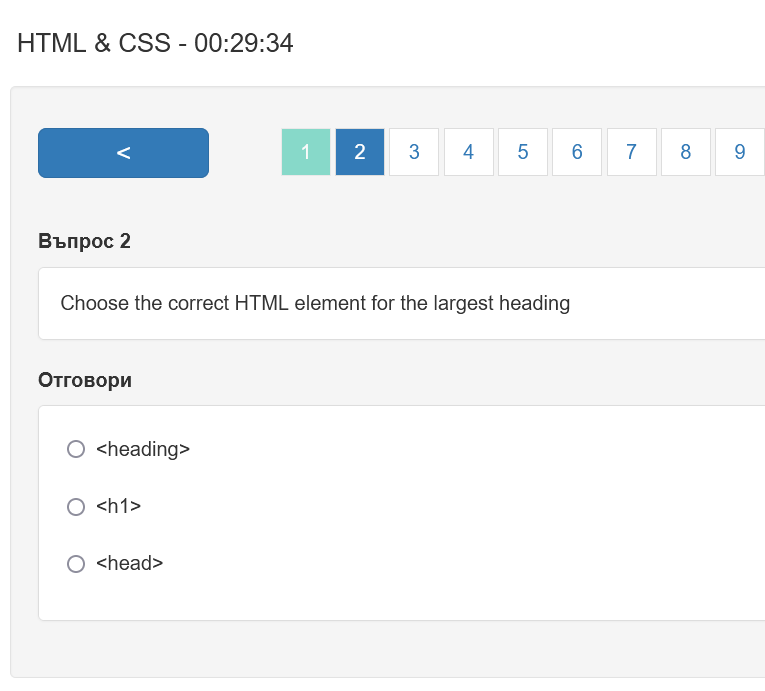 HTML & CSS - 00:29:34
< 1 2 3 4 5 6 7 8 9
Въпрос 2
Choose the correct HTML element for the largest heading
Отговори
<heading>
<h1>
<head>